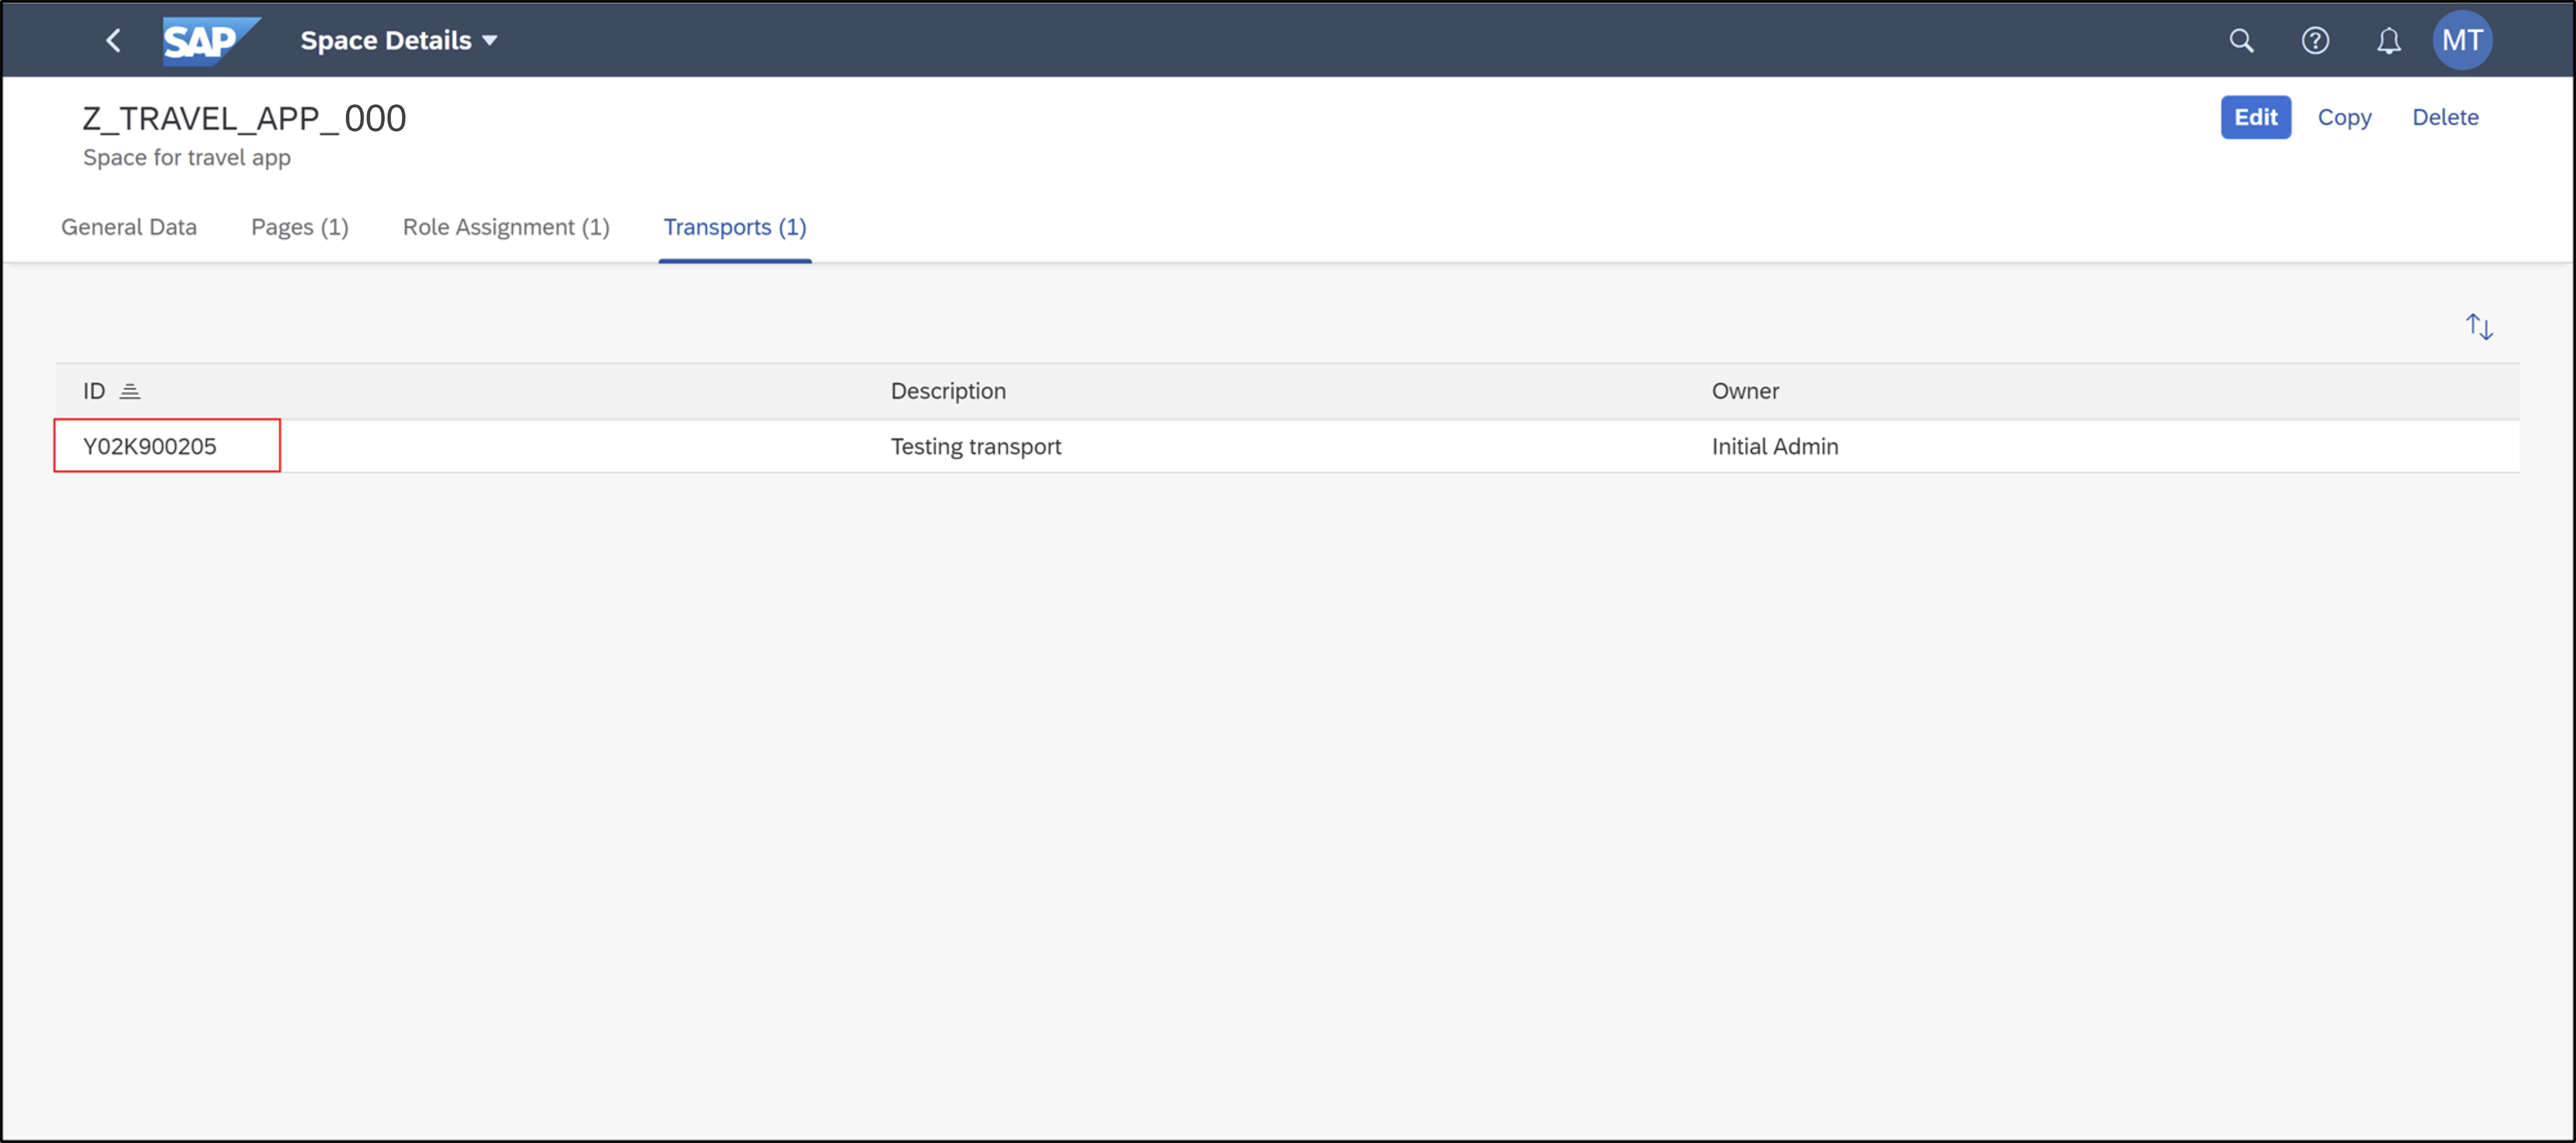 SAP Space Details MT
Z_TRAVEL_APP_000 Edit Copy Delete
Space for travel app
General Data Pages (1) Role Assignment (1) Transports (1)
ID Description Owner
Y02K900205 Testing transport Initial Admin